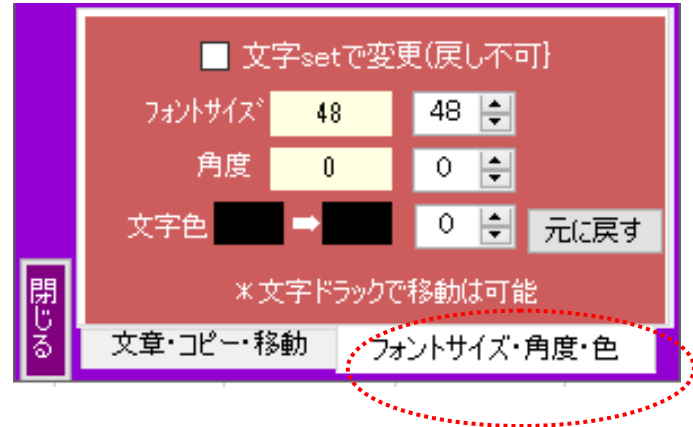 文字setで変更(戻し不可}
フォントサイズ 48 48
角度 0 0
文字色 ➡ 0 元に戻す
*文字ドラックで移動は可能
閉じる
文章・コピー・移動 フォントサイズ・角度・色